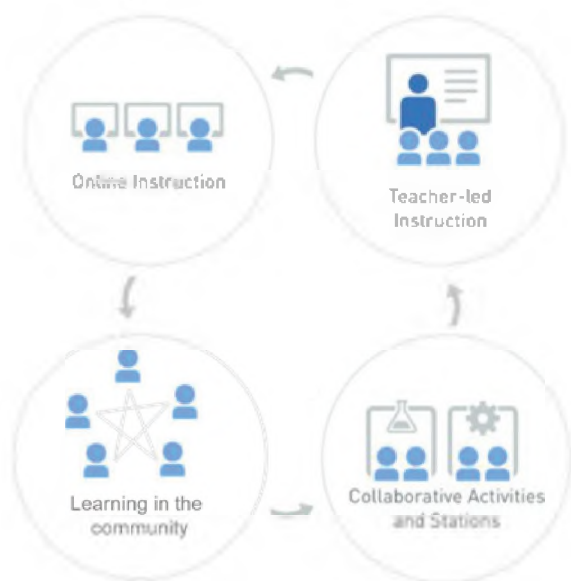 Online Instruction
Teacher-led
Instruction
Learning in the
community
Collaborative Activities
and Stations